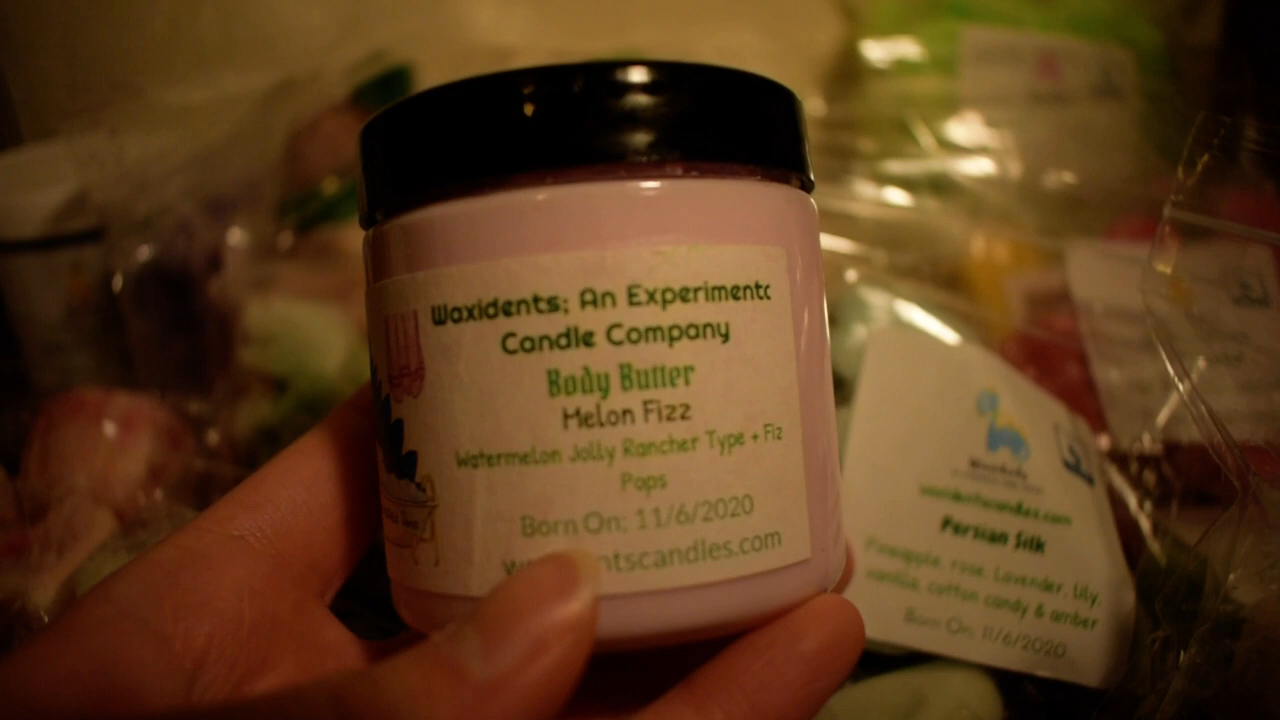 Waxidents; An Experimentc
Candle Company
Body Butter
Melon Fizz
Watermelon Jolly Rancher Type + Fiz
Pops
Born On: 11/6/2020
ntscandles.com
Persian Silk
Pineapple, rose, Lavender, Lily,
vanilla, cotton candy & amber
Born On: 11/6/2020